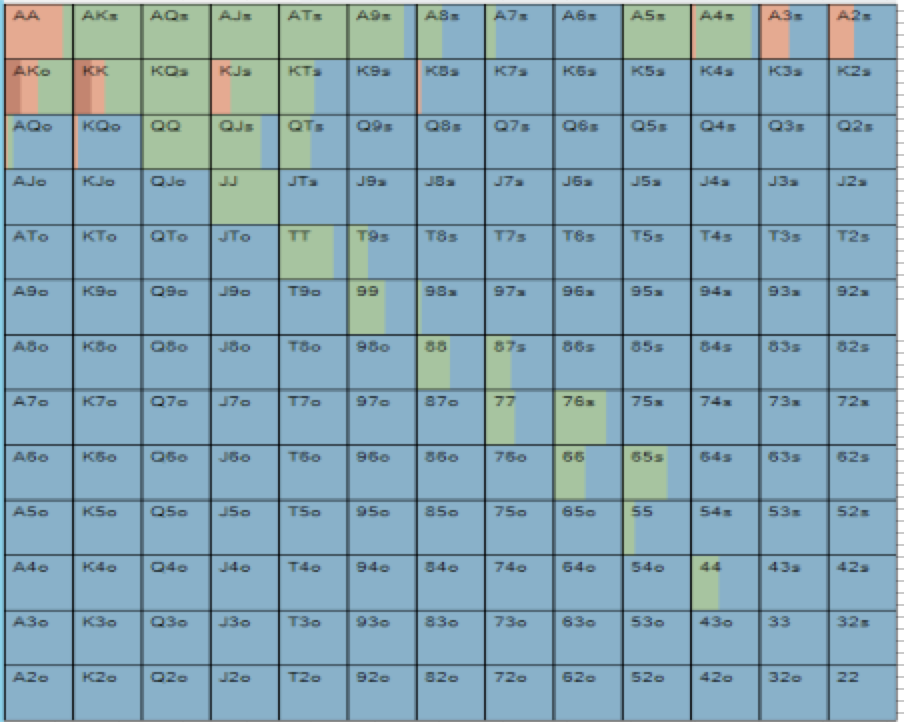 AA AKs AQs AJs ATs A9s A8s A7s A6s A5s A4s A3s A2s
AKo KK KQs KJs KTs K9s K8s K7s K6s K5s K4s K3s K2s
AQo KQo QQ QJs QTs Q9s Q8s Q7s Q6s Q5s Q4s Q3s Q2s
AJo KJo QJo JJ JTs J9s J8s J7s J6s J5s J4s J3s J2s
ATo KTo QTo JTo TT T9s T8s T7s T6s T5s T4s T3s T2s
A9o K9o Q9o J9o T9o 99 98s 97s 96s 95s 94s 93s 92s
A8o K8o Q8o J8o T8o 98o 88 87s 86s 85s 84s 83s 82s
A7o K7o Q7o J7o T7o 97o 87o 77 76s 75s 74s 73s 72s
A6o K6o Q6o J6o T6o 96o 86o 76o 66 65s 64s 63s 62s
A5o K5o Q5o J5o T5o 95o 85o 75o 65o 55 54s 53s 52s
A4o K4o Q4o J4o T4o 94o 84o 74o 64o 54o 44 43s 42s
A3o K3o Q3o J3o T3o 93o 83o 73o 63o 53o 43o 33 32s
A2o K2o Q2o J2o T2o 92o 82o 72o 62o 52o 42o 32o 22